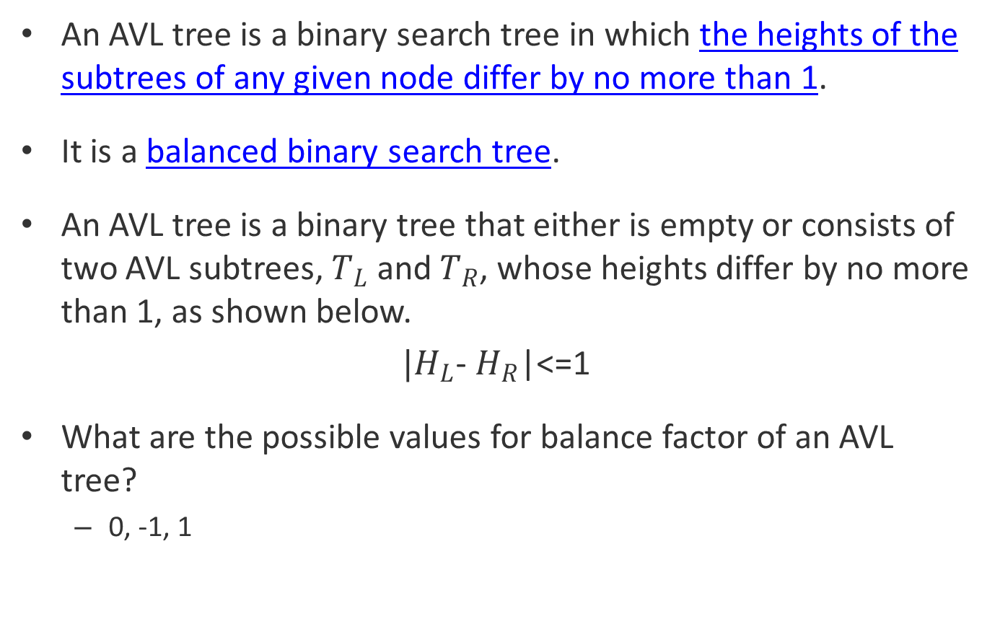 • An AVL tree is a binary search tree in which the heights of the
subtrees of any given node differ by no more than 1.
• It is a balanced binary search tree.
• An AVL tree is a binary tree that either is empty or consists of
two AVL subtrees, T_L and T_R, whose heights differ by no more
than 1, as shown below.
|H_L- H_R|<=1
• What are the possible values for balance factor of an AVL
tree?
– 0, -1, 1